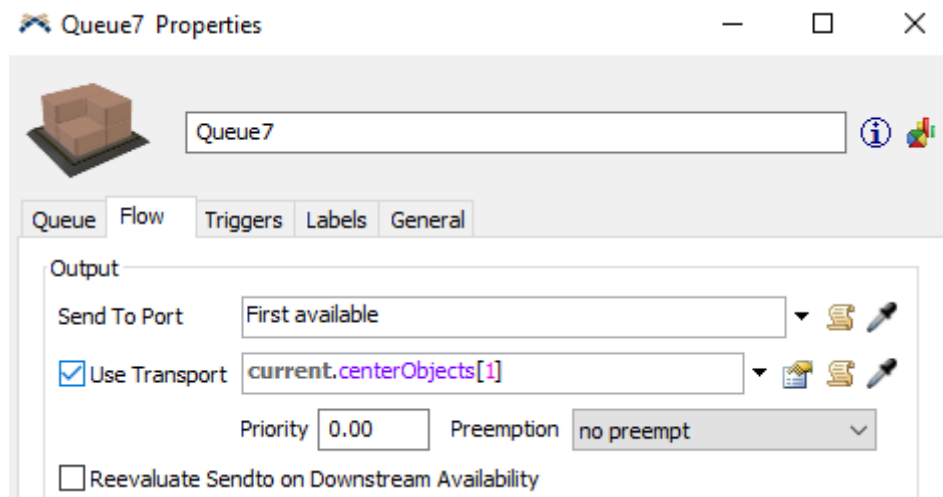 Queue7 Properties
Queue7
Queue Flow Triggers Labels General
Output
Send To Port First available
Use Transport current.centerObjects[1]
Priority 0.00 Preemption no preempt
Reevaluate Sendto on Downstream Availability